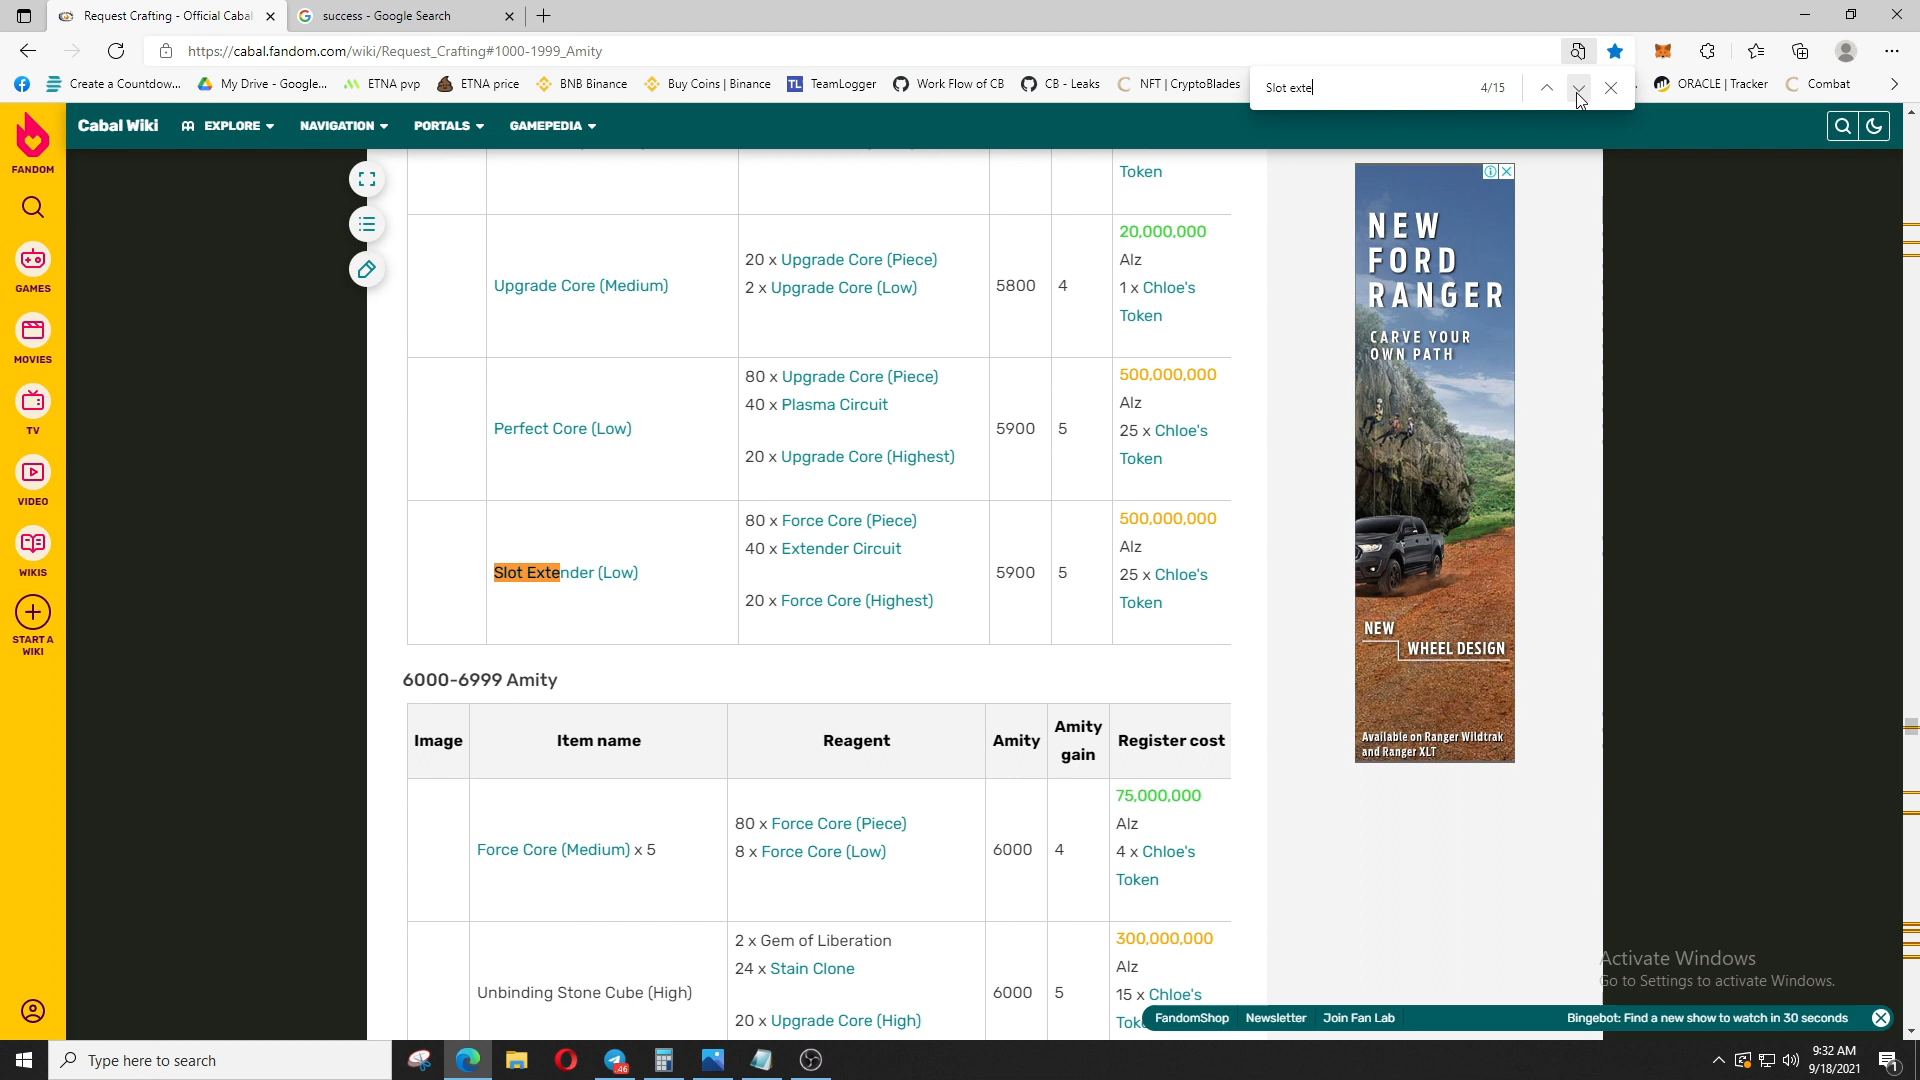 Request Crafting - Official Cabal
success - Google Search
https://cabal.fandom.com/wiki/Request_Crafting#1000-1999_Amity
Create a Countdow...
My Drive - Google...
ETNA pvp
ETNA price
BNB Binance
Buy Coins | Binance
TeamLogger
Work Flow of CB
CB - Leaks
NFT | CryptoBlades
ORACLE | Tracker
Combat
Slot exte
4/15
Cabal Wiki
EXPLORE
NAVIGATION
PORTALS
GAMEPEDIA
FANDOM
GAMES
MOVIES
TV
VIDEO
WIKIS
START A
WIKI
Token
Upgrade Core (Medium)
20 x Upgrade Core (Piece)
2 x Upgrade Core (Low)
5800
4
20,000,000
Alz
1 x Chloe's
Token
Perfect Core (Low)
80 x Upgrade Core (Piece)
40 x Plasma Circuit
20 x Upgrade Core (Highest)
5900
5
500,000,000
Alz
25 x Chloe's
Token
Slot Extender (Low)
80 x Force Core (Piece)
40 x Extender Circuit
20 x Force Core (Highest)
5900
5
500,000,000
Alz
25 x Chloe's
Token
6000-6999 Amity
Image
Item name
Reagent
Amity
Amity
gain
Register cost
Force Core (Medium) x 5
80 x Force Core (Piece)
8 x Force Core (Low)
6000
4
75,000,000
Alz
4 x Chloe's
Token
Unbinding Stone Cube (High)
2 x Gem of Liberation
24 x Stain Clone
20 x Upgrade Core (High)
6000
5
300,000,000
Alz
15 x Chloe's
Tok
NEW
FORD
RANGER
CARVE YOUR
OWN PATH
NEW
WHEEL DESIGN
Available on Ranger Wildtrak
and Ranger XLT
Activate Windows
Go to Settings to activate Windows.
FandomShop
Newsletter
Join Fan Lab
Bingebot: Find a new show to watch in 30 seconds
Type here to search
46
9:32 AM
9/18/2021
1